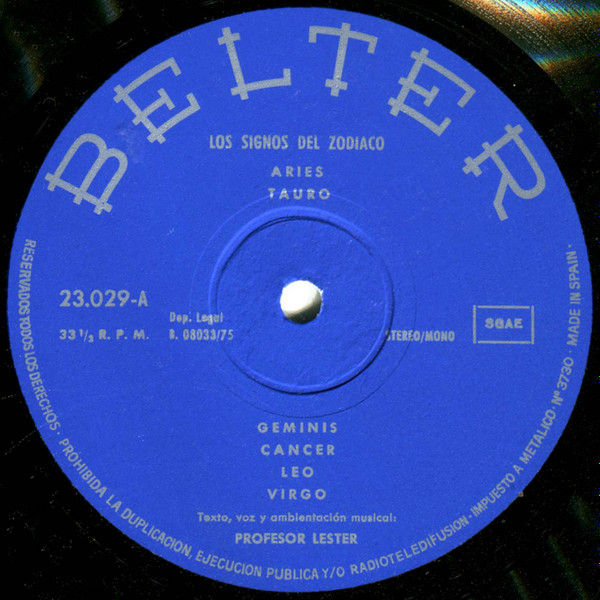 BELTER
LOS SIGNOS DEL ZODIACO
ARIES
TAURO
23.029-A
33 1/3 R. P. M.
Dep. Legal
B. 08033/75
STEREO/MONO
SGAE
GEMINIS
CANCER
LEO
VIRGO
Texto, voz y ambientación musical:
PROFESOR LESTER
RESERVADOS TODOS LOS DERECHOS · PROHIBIDA LA DUPLICACION, EJECUCION PUBLICA Y/O RADIOTELEDIFUSION · IMPUESTO A METALICO · Nº 3730 · MADE IN SPAIN ·